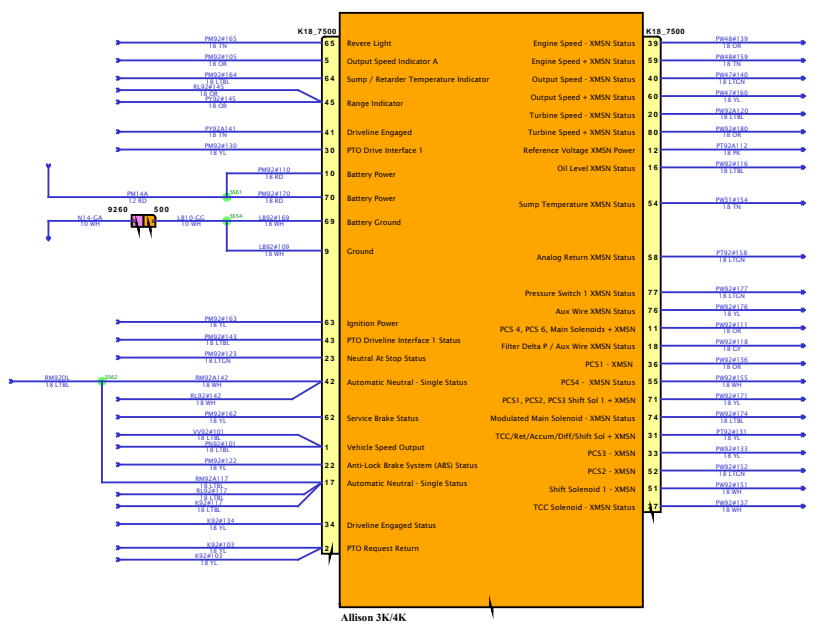 K18_7500
K18_7500
PM92#165
18 TN
65
Revere Light
PM92#105
18 OR
5
Output Speed Indicator A
PM92#164
18 LTBL
64
Sump / Retarder Temperature Indicator
RL92#145
18 OR
PY92#145
18 OR
45
Range Indicator
PY92A141
18 TN
41
Driveline Engaged
PM92#130
18 YL
30
PTO Drive Interface 1
PM92#110
18 RD
10
Battery Power
PM14A
12 RD
SS61
PM92#170
18 RD
70
Battery Power
9260
500
N14-GA
10 WH
LB10-GG
10 WH
SS54
LB92#169
18 WH
69
Battery Ground
LB92#109
18 WH
9
Ground
PM92#163
18 YL
63
Ignition Power
PM92#143
18 LTBL
43
PTO Driveline Interface 1 Status
PM92#123
18 LTGN
23
Neutral At Stop Status
RM92DL
18 LTBL
SS62
RM92A142
18 WH
42
Automatic Neutral - Single Status
RL92#142
18 WH
PM92#162
18 YL
62
Service Brake Status
VV92#101
18 LTBL
PN92#101
18 LTBL
1
Vehicle Speed Output
PM92#122
18 YL
22
Anti-Lock Brake System (ABS) Status
RM92A117
18 LTBL
17
Automatic Neutral - Single Status
RL92#117
18 LTBL
K92#117
18 LTBL
K92#134
18 YL
34
Driveline Engaged Status
K92#103
18 YL
2
PTO Request Return
K92#103
18 YL
Engine Speed - XMSN Status
39
PW48#139
18 OR
Engine Speed + XMSN Status
59
PW48#159
18 TN
Output Speed - XMSN Status
40
PW47#140
18 LTGN
Output Speed + XMSN Status
60
PW47#160
18 YL
Turbine Speed - XMSN Status
20
PW92A120
18 LTBL
Turbine Speed + XMSN Status
80
PW92#180
18 OR
Reference Voltage XMSN Power
12
PT92A112
18 PK
Oil Level XMSN Status
16
PW92#116
18 LTBL
Sump Temperature XMSN Status
54
PW31#154
18 TN
Analog Return XMSN Status
58
PT92#158
18 LTGN
Pressure Switch 1 XMSN Status
77
PW92#177
18 LTGN
Aux Wire XMSN Status
76
PW92#176
18 YL
PCS 4, PCS 6, Main Solenoids + XMSN
11
PW92#111
18 OR
Filter Delta P / Aux Wire XMSN Status
18
PW92#118
18 GY
PCS1 - XMSN
36
PW92#136
18 OR
PCS4 - XMSN Status
55
PW92#155
18 WH
PCS1, PCS2, PCS3 Shift Sol 1 + XMSN
71
PW92#171
18 YL
Modulated Main Solenoid - XMSN Status
74
PW92#174
18 LTBL
TCC/Ret/Accum/Diff/Shift Sol + XMSN
31
PT92#131
18 YL
PCS3 - XMSN
33
PW92#133
18 YL
PCS2 - XMSN
52
PW92#152
18 LTGN
Shift Solenoid 1 - XMSN
51
PW92#151
18 WH
TCC Solenoid - XMSN Status
PW92#137
18 WH
Allison 3K/4K